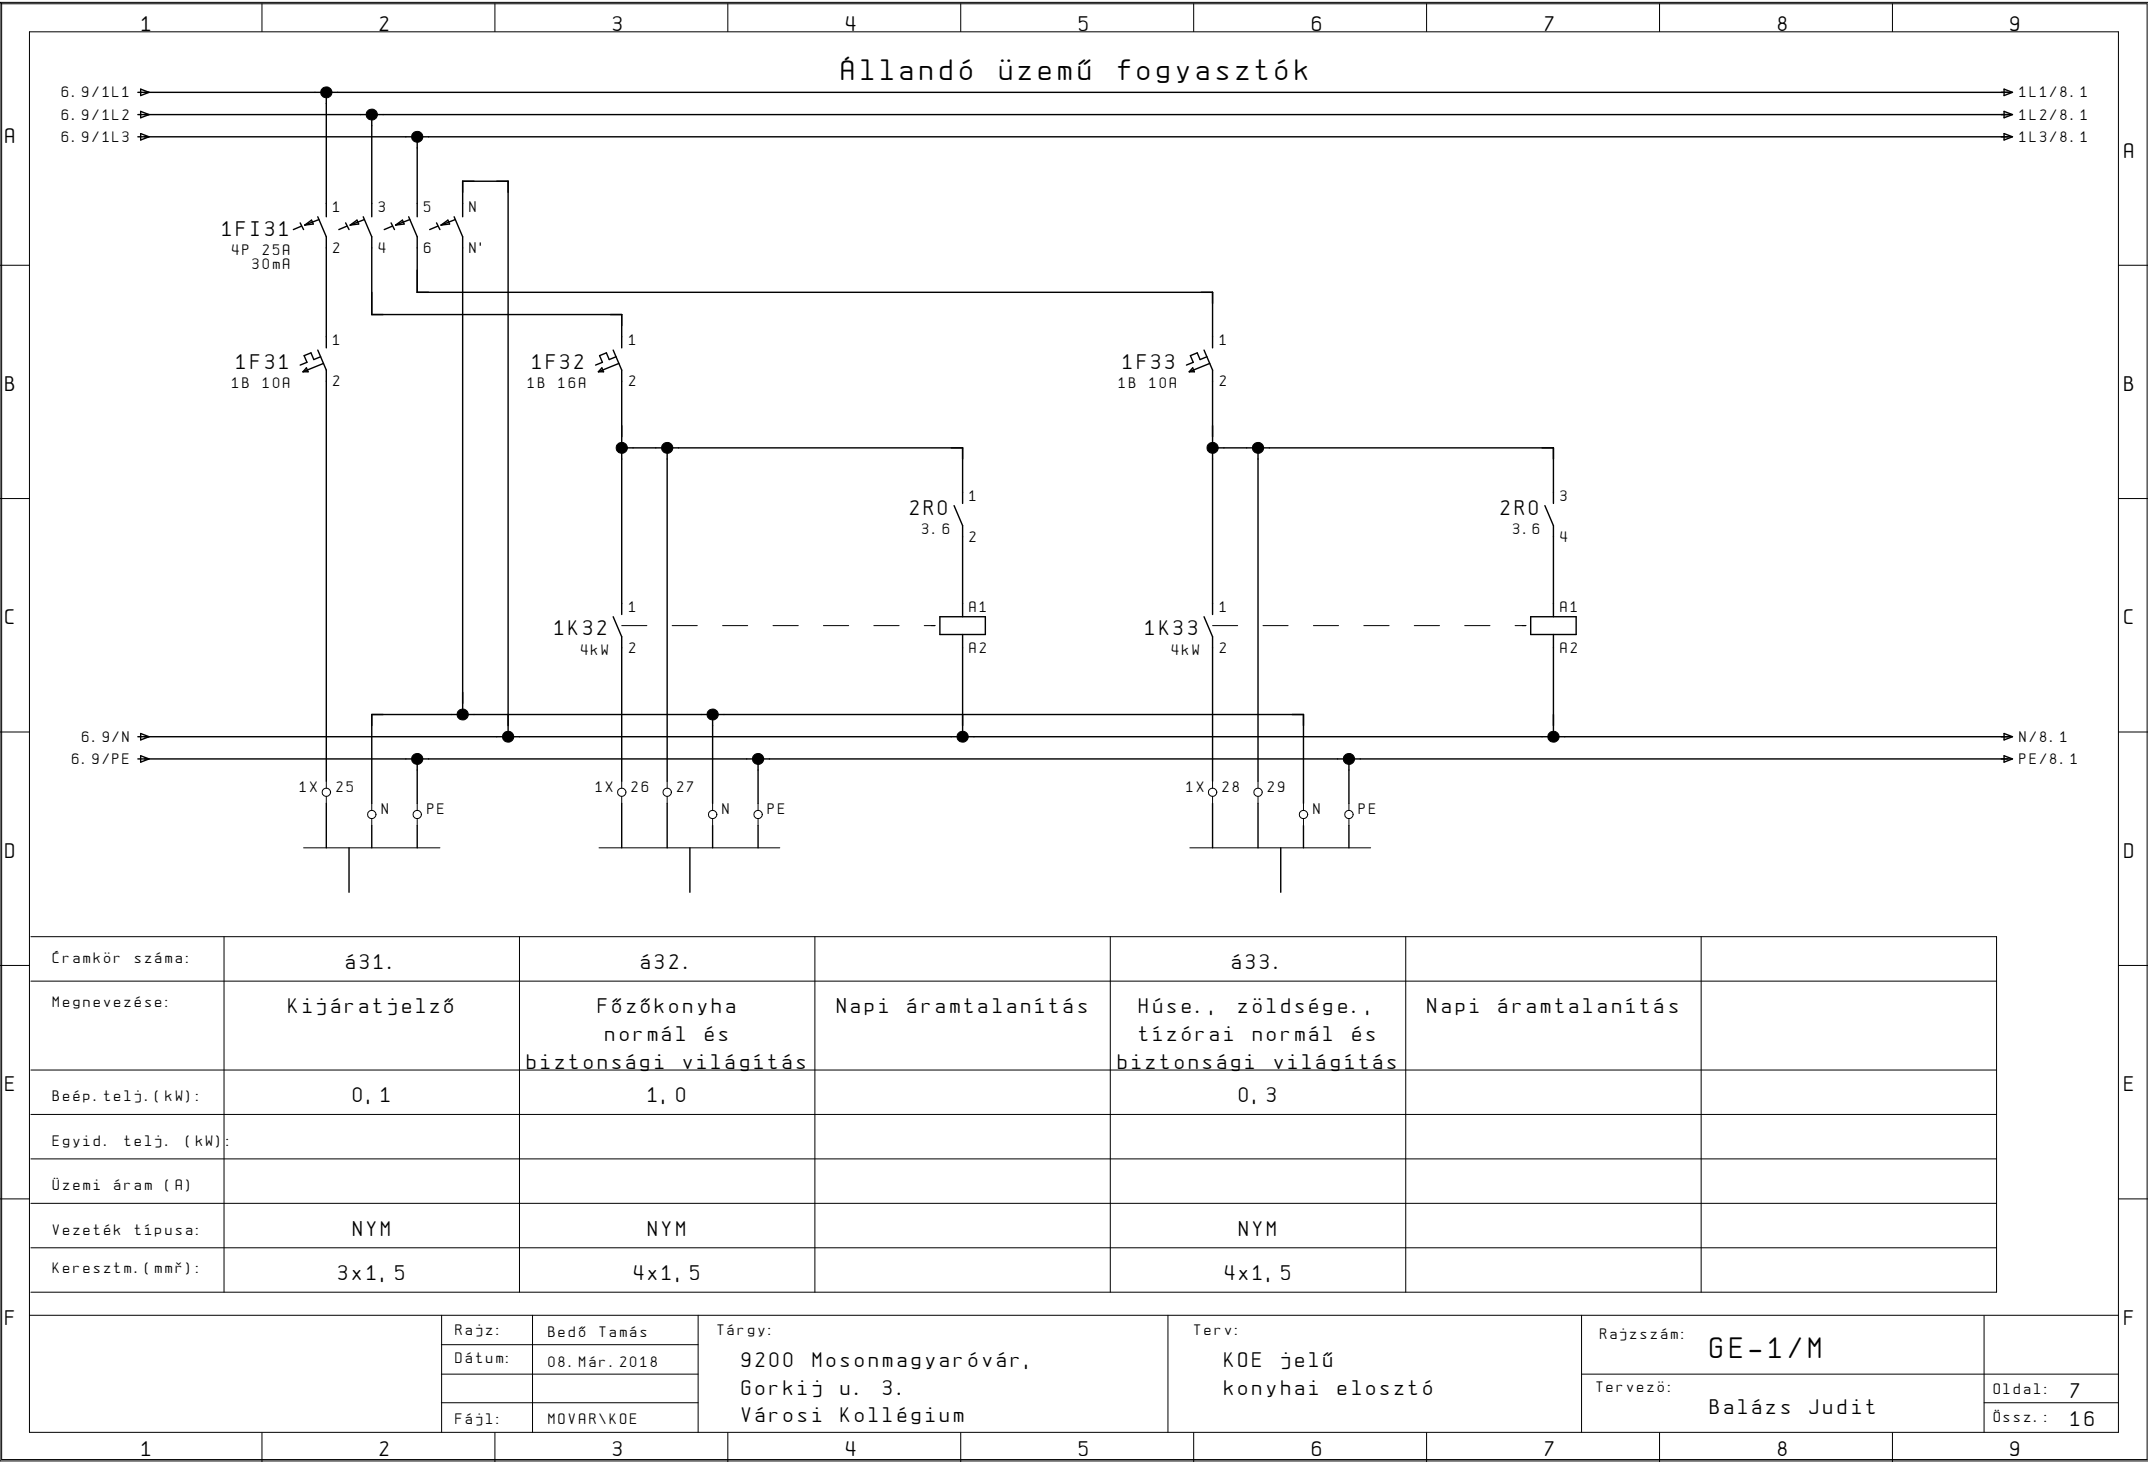 1 2 3 4 5 6 7 8 9
Állandó üzemű fogyasztók
6.9/1L1 1L1/8.1
6.9/1L2 1L2/8.1
6.9/1L3 1L3/8.1
A A
1 3 5 N
1FI31
4P 25A 2 4 6 N'
30mA
1 1 1
1F31 1F32 1F33
1B 10A 2 1B 16A 2 1B 10A 2
B B
1 3
2RO 2RO
3.6 2 3.6 4
1 A1 1 A1
C C
1K32 1K33
4kW 2 A2 4kW 2 A2
6.9/N N/8.1
6.9/PE PE/8.1
1X 25 1X 26 27 1X 28 29
N PE N PE N PE
D D
Ćramkör száma: á31. á32. á33.
Megnevezése: Kijáratjelző Főzőkonyha Napi áramtalanítás Húse., zöldsége., Napi áramtalanítás
normál és tízórai normál és
biztonsági világítás biztonsági világítás
E E
Beép.telj.(kW): 0,1 1,0 0,3
Egyid. telj. (kW):
Üzemi áram (A)
Vezeték típusa: NYM NYM NYM
Keresztm.(mmř): 3x1,5 4x1,5 4x1,5
F F
Rajz: Bedő Tamás
Dátum: 08.Már.2018
Fájl: MOVAR\KOE
Tárgy:
9200 Mosonmagyaróvár,
Gorkij u. 3.
Városi Kollégium
Terv:
KOE jelű
konyhai elosztó
Rajzszám: GE-1/M
Tervezö: Balázs Judit
Oldal: 7
Össz.: 16
1 2 3 4 5 6 7 8 9